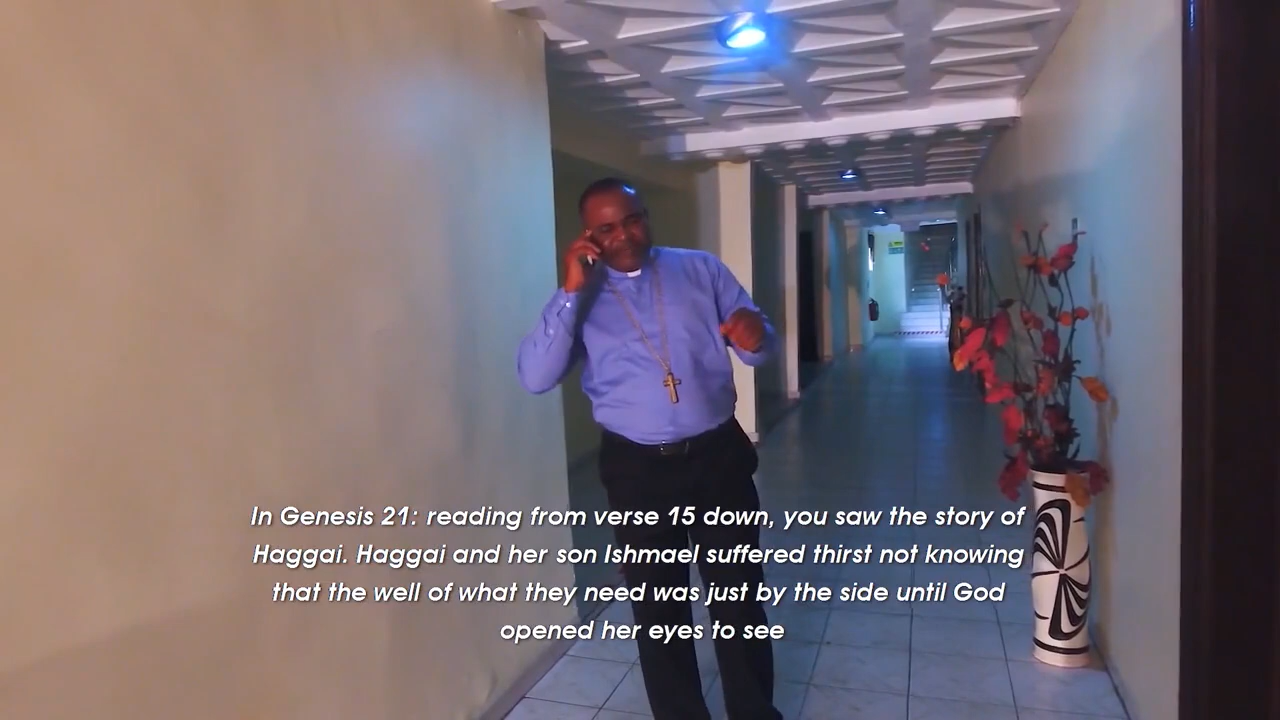 In Genesis 21: reading from verse 15 down, you saw the story of
Haggai. Haggai and her son Ishmael suffered thirst not knowing
that the well of what they need was just by the side until God
opened her eyes to see